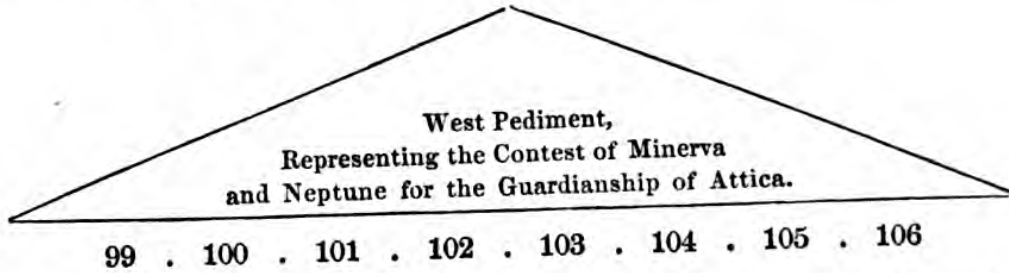 West Pediment,
Representing the Contest of Minerva
and Neptune for the Guardianship of Attica.
99 . 100 . 101 . 102 . 103 . 104 . 105 . 106